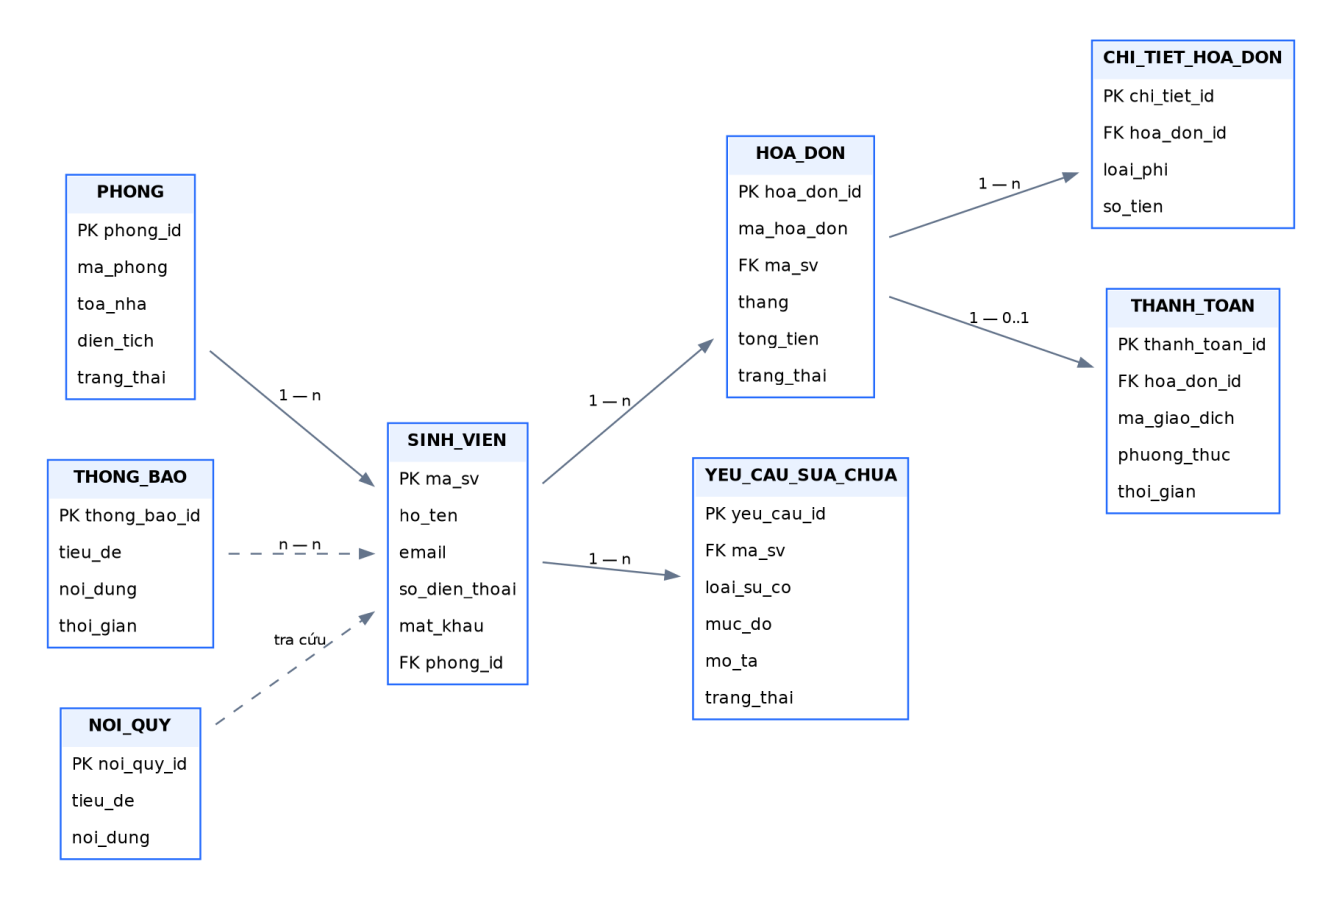 PHONG
PK phong_id
ma_phong
toa_nha
dien_tich
trang_thai
THONG_BAO
PK thong_bao_id
tieu_de
noi_dung
thoi_gian
NOI_QUY
PK noi_quy_id
tieu_de
noi_dung
1 — n
n — n
tra cứu
SINH_VIEN
PK ma_sv
ho_ten
email
so_dien_thoai
mat_khau
FK phong_id
1 — n
1 — n
HOA_DON
PK hoa_don_id
ma_hoa_don
FK ma_sv
thang
tong_tien
trang_thai
YEU_CAU_SUA_CHUA
PK yeu_cau_id
FK ma_sv
loai_su_co
muc_do
mo_ta
trang_thai
1 — n
1 — 0..1
CHI_TIET_HOA_DON
PK chi_tiet_id
FK hoa_don_id
loai_phi
so_tien
THANH_TOAN
PK thanh_toan_id
FK hoa_don_id
ma_giao_dich
phuong_thuc
thoi_gian